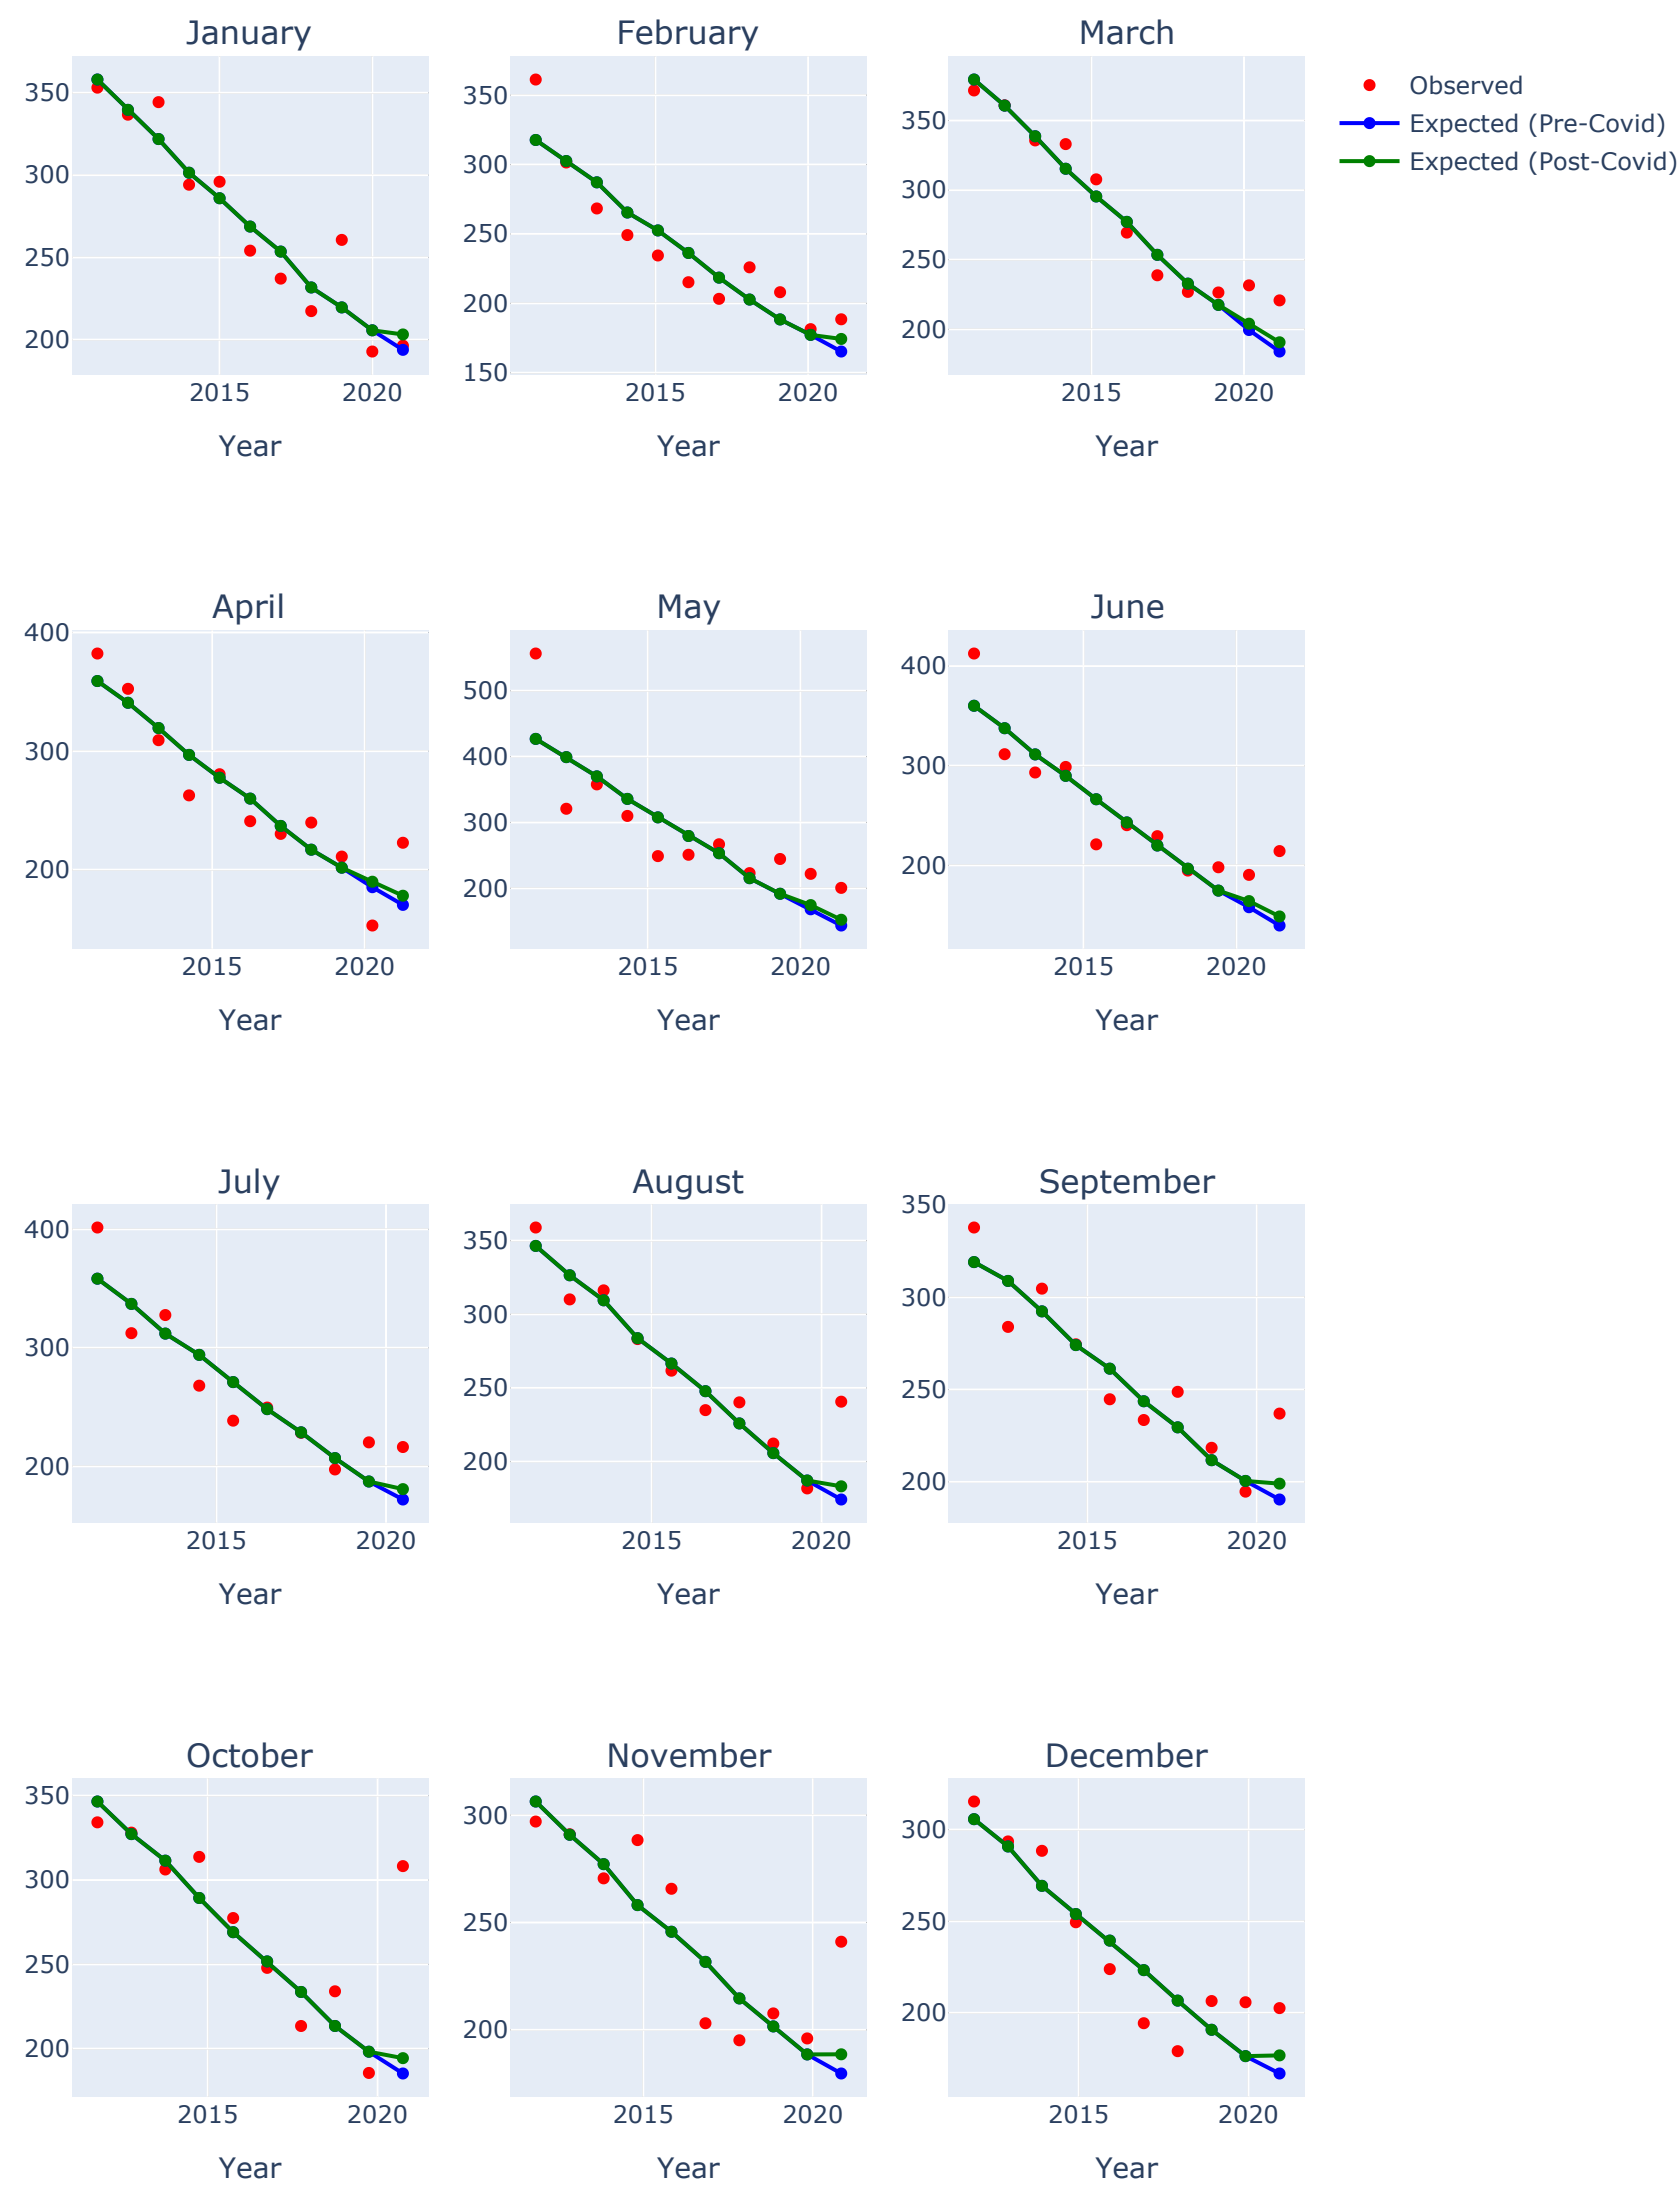 January
February
March
350
300
250
200
2015
2020
Year
350
300
250
200
150
2015
2020
Year
350
300
250
200
2015
2020
Year
Observed
Expected (Pre-Covid)
Expected (Post-Covid)
April
May
June
400
300
200
2015
2020
Year
500
400
300
200
2015
2020
Year
400
300
200
2015
2020
Year
July
August
September
400
300
200
2015
2020
Year
350
300
250
200
2015
2020
Year
350
300
250
200
2015
2020
Year
October
November
December
350
300
250
200
2015
2020
Year
300
250
200
2015
2020
Year
300
250
200
2015
2020
Year